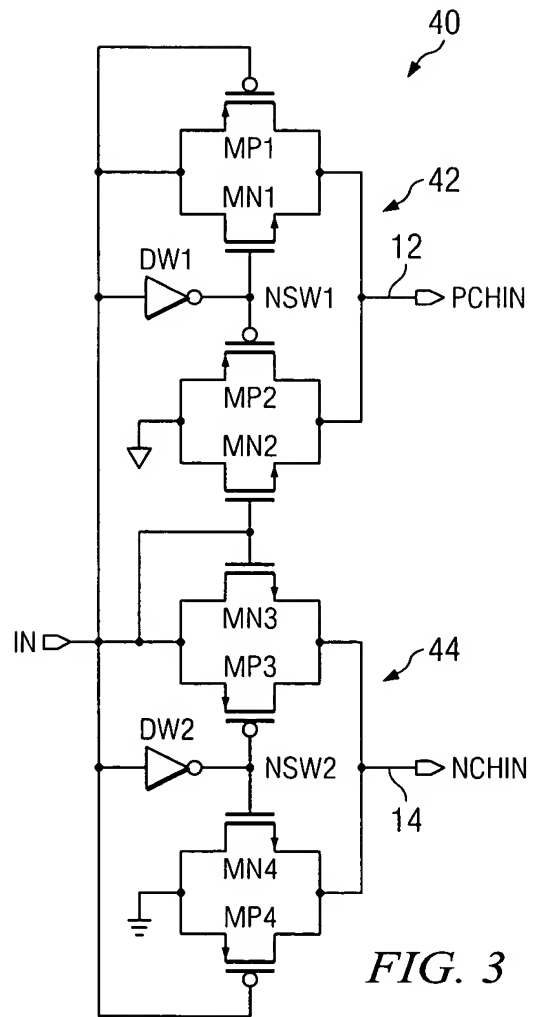 40
MP1
MN1
42
DW1
NSW1
12
PCHIN
MP2
MN2
IN
MN3
MP3
44
DW2
NSW2
NCHIN
14
MN4
MP4
FIG. 3